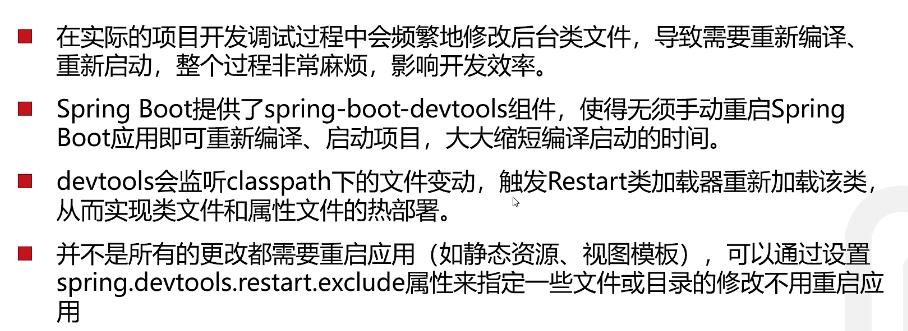 在实际的项目开发调试过程中会频繁地修改后台类文件，导致需要重新编译、
重新启动，整个过程非常麻烦，影响开发效率。
Spring Boot提供了spring-boot-devtools组件，使得无须手动重启Spring
Boot应用即可重新编译、启动项目，大大缩短编译启动的时间。
devtools会监听classpath下的文件变动，触发Restart类加载器重新加载该类，
从而实现类文件和属性文件的热部署。
并不是所有的更改都需要重启应用（如静态资源、视图模板），可以通过设置
spring.devtools.restart.exclude属性来指定一些文件或目录的修改不用重启应
用